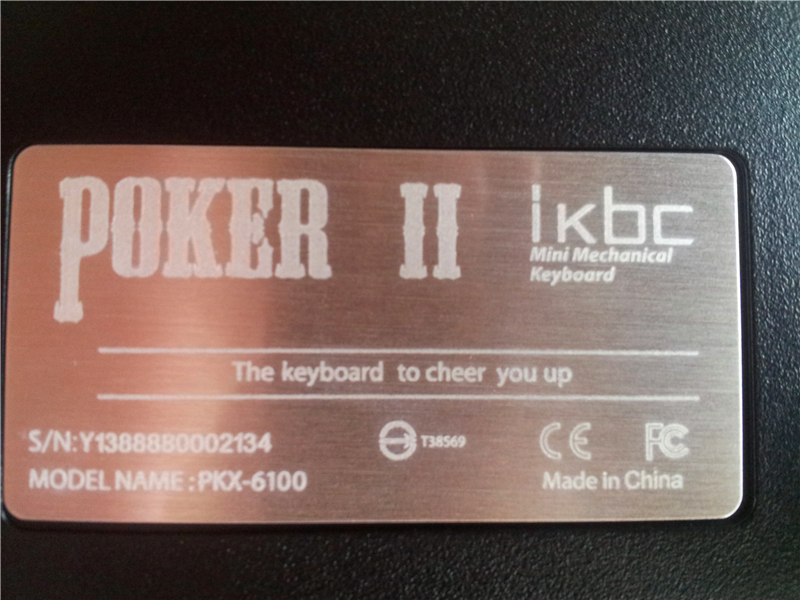 POKER II
ikbc
Mini Mechanical
Keyboard
The keyboard to cheer you up
S/N:Y13888B0002134
T38569
CE FC
MODEL NAME:PKX-6100
Made in China